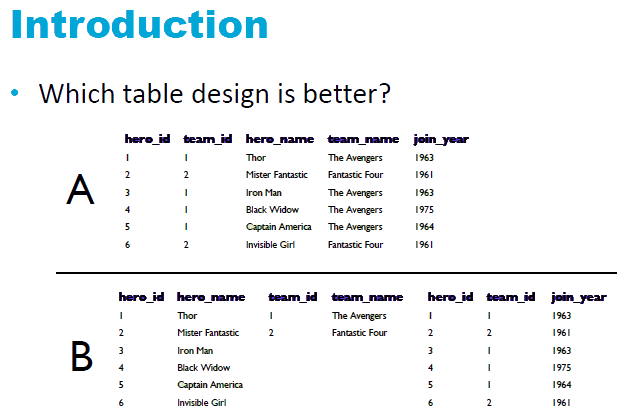 Introduction
• Which table design is better?
A
hero_id team_id hero_name team_name join_year
1 1 Thor The Avengers 1963
2 2 Mister Fantastic Fantastic Four 1961
3 1 Iron Man The Avengers 1963
4 1 Black Widow The Avengers 1975
5 1 Captain America The Avengers 1964
6 2 Invisible Girl Fantastic Four 1961
B
hero_id hero_name team_id team_name hero_id team_id join_year
1 Thor 1 The Avengers 1 1 1963
2 Mister Fantastic 2 Fantastic Four 2 2 1961
3 Iron Man 3 1 1963
4 Black Widow 4 1 1975
5 Captain America 5 1 1964
6 Invisible Girl 6 2 1961